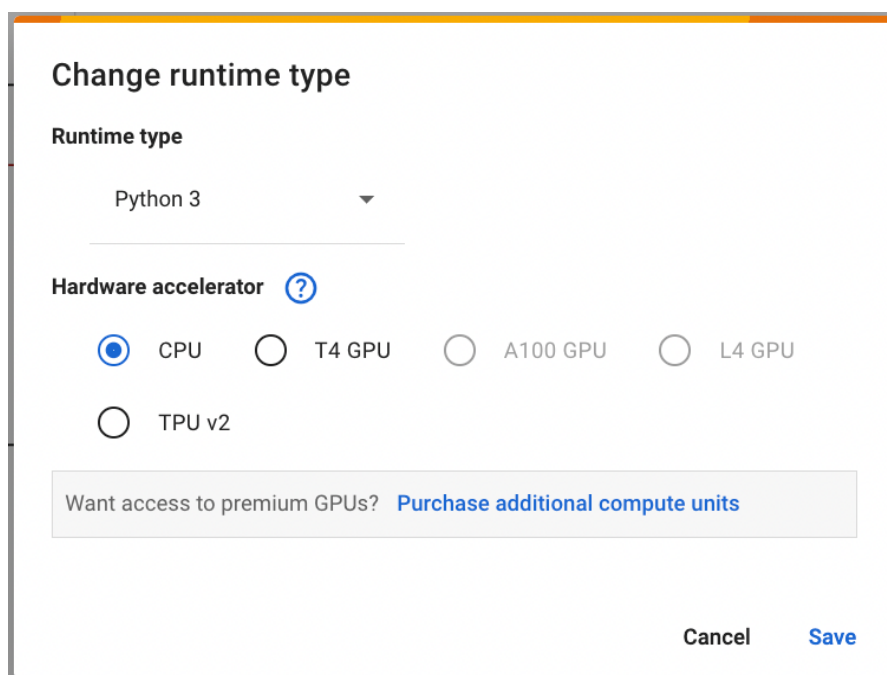 Change runtime type
Runtime type
Python 3
Hardware accelerator ?
CPU T4 GPU A100 GPU L4 GPU
TPU v2
Want access to premium GPUs? Purchase additional compute units
Cancel Save